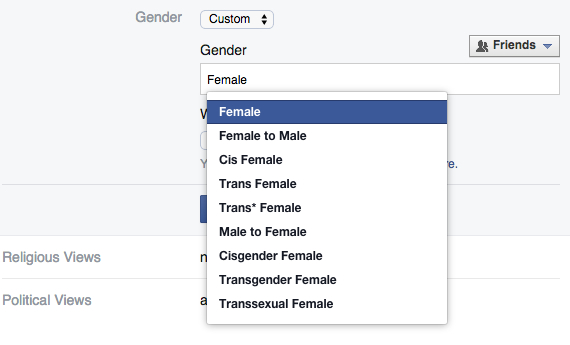 Gender Custom
Gender Friends
Female
W
Female
Female to Male
Cis Female
Trans Female
Y re.
Trans* Female
Male to Female
Cisgender Female
Religious Views n
Transgender Female
Political Views a
Transsexual Female